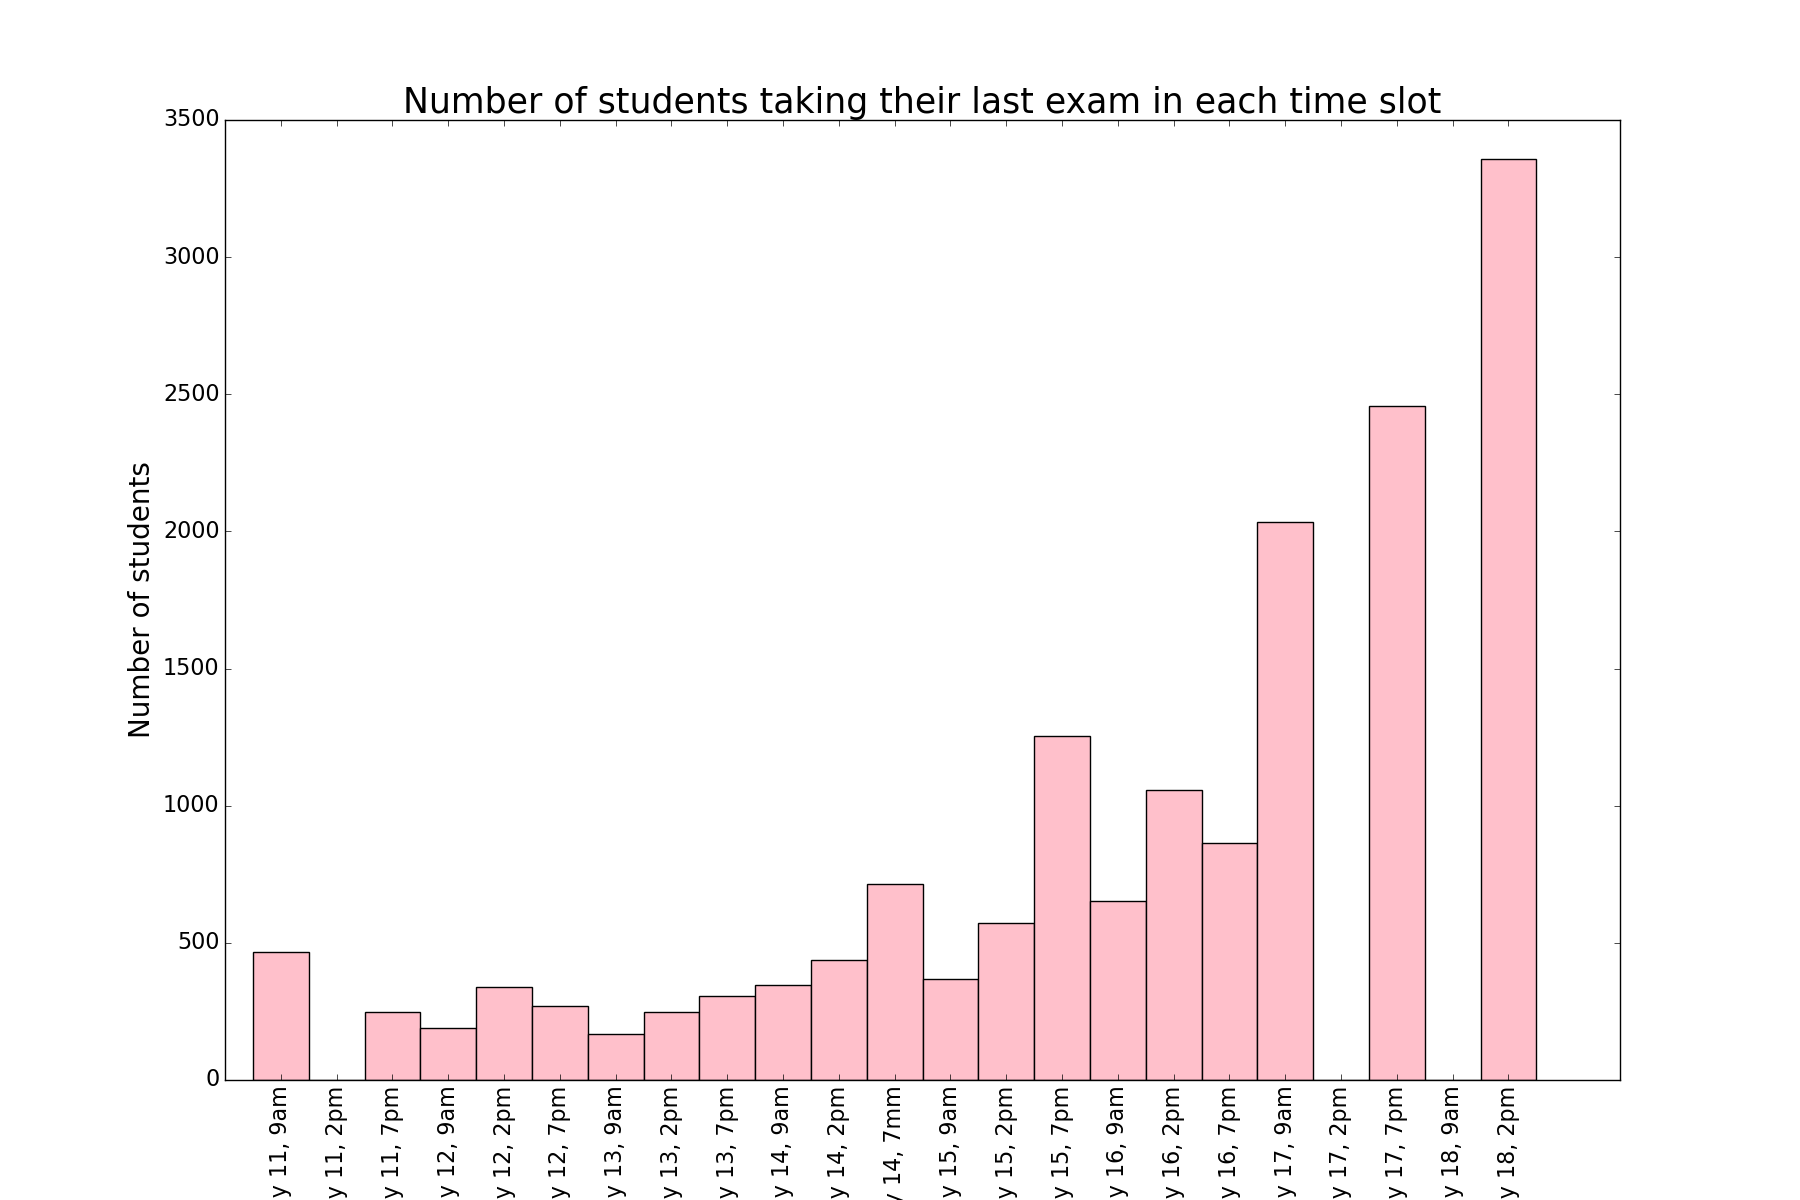 Number of students taking their last exam in each time slot
Number of students
3500
3000
2500
2000
1500
1000
500
0
y 11, 9am
y 11, 2pm
y 11, 7pm
y 12, 9am
y 12, 2pm
y 12, 7pm
y 13, 9am
y 13, 2pm
y 13, 7pm
y 14, 9am
y 14, 2pm
y 14, 7mm
y 15, 9am
y 15, 2pm
y 15, 7pm
y 16, 9am
y 16, 2pm
y 16, 7pm
y 17, 9am
y 17, 2pm
y 17, 7pm
y 18, 9am
y 18, 2pm